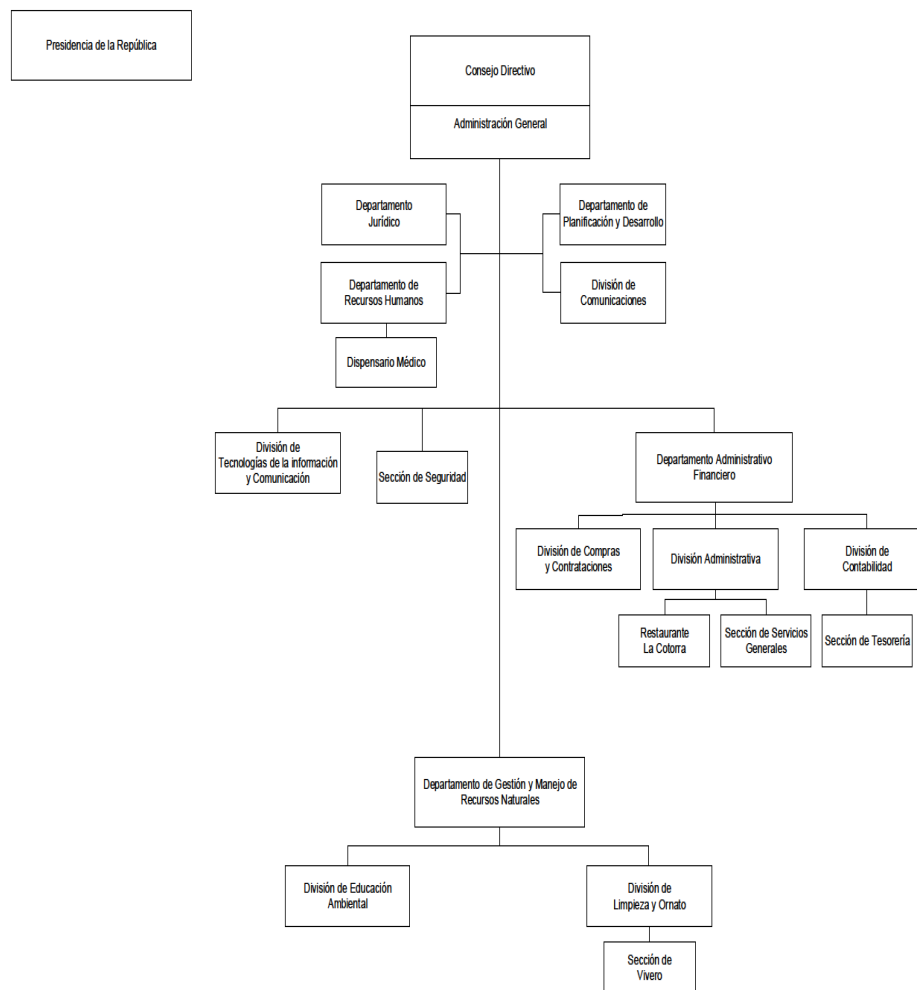 Presidencia de la República
Consejo Directivo
Administración General
Departamento
Jurídico
Departamento de
Planificación y Desarrollo
Departamento de
Recursos Humanos
División de
Comunicaciones
Dispensario Médico
División de
Tecnologías de la información
y Comunicación
Sección de Seguridad
Departamento Administrativo
Financiero
División de Compras
y Contrataciones
División Administrativa
División de
Contabilidad
Restaurante
La Cotorra
Sección de Servicios
Generales
Sección de Tesorería
Departamento de Gestión y Manejo de
Recursos Naturales
División de Educación
Ambiental
División de
Limpieza y Ornato
Sección de
Vivero